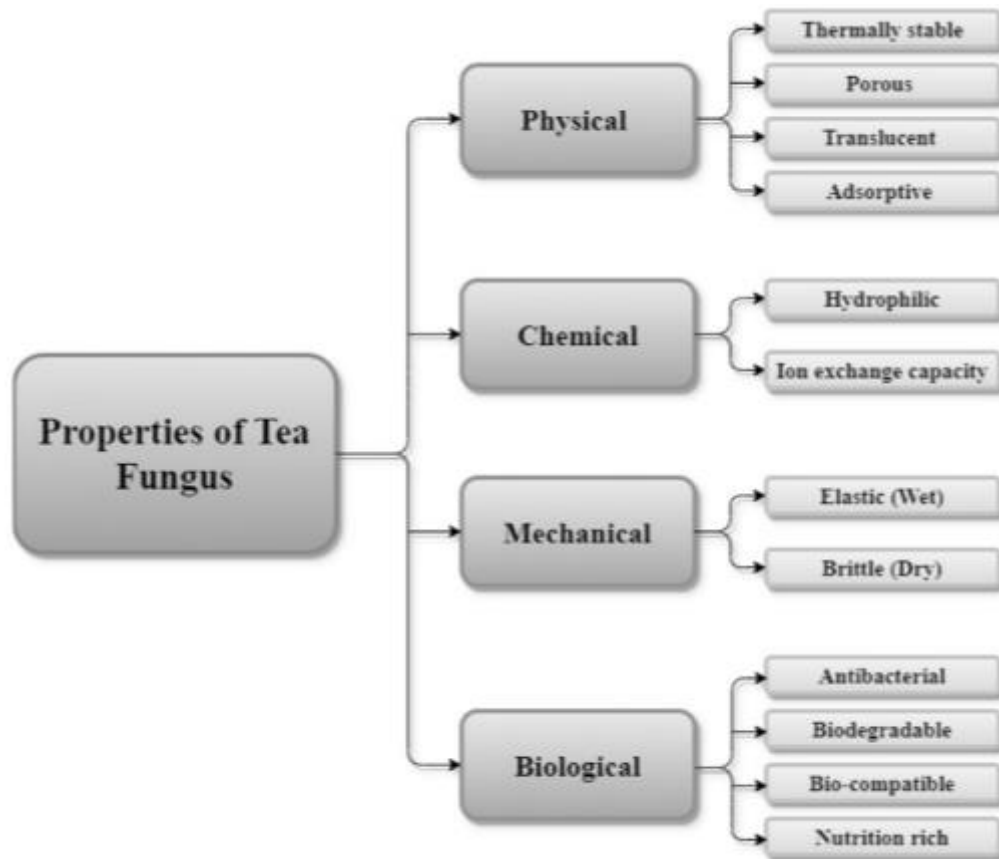 Properties of Tea
Fungus
Physical
Thermally stable
Porous
Translucent
Adsorptive
Chemical
Hydrophilic
Ion exchange capacity
Mechanical
Elastic (Wet)
Brittle (Dry)
Biological
Antibacterial
Biodegradable
Bio-compatible
Nutrition rich